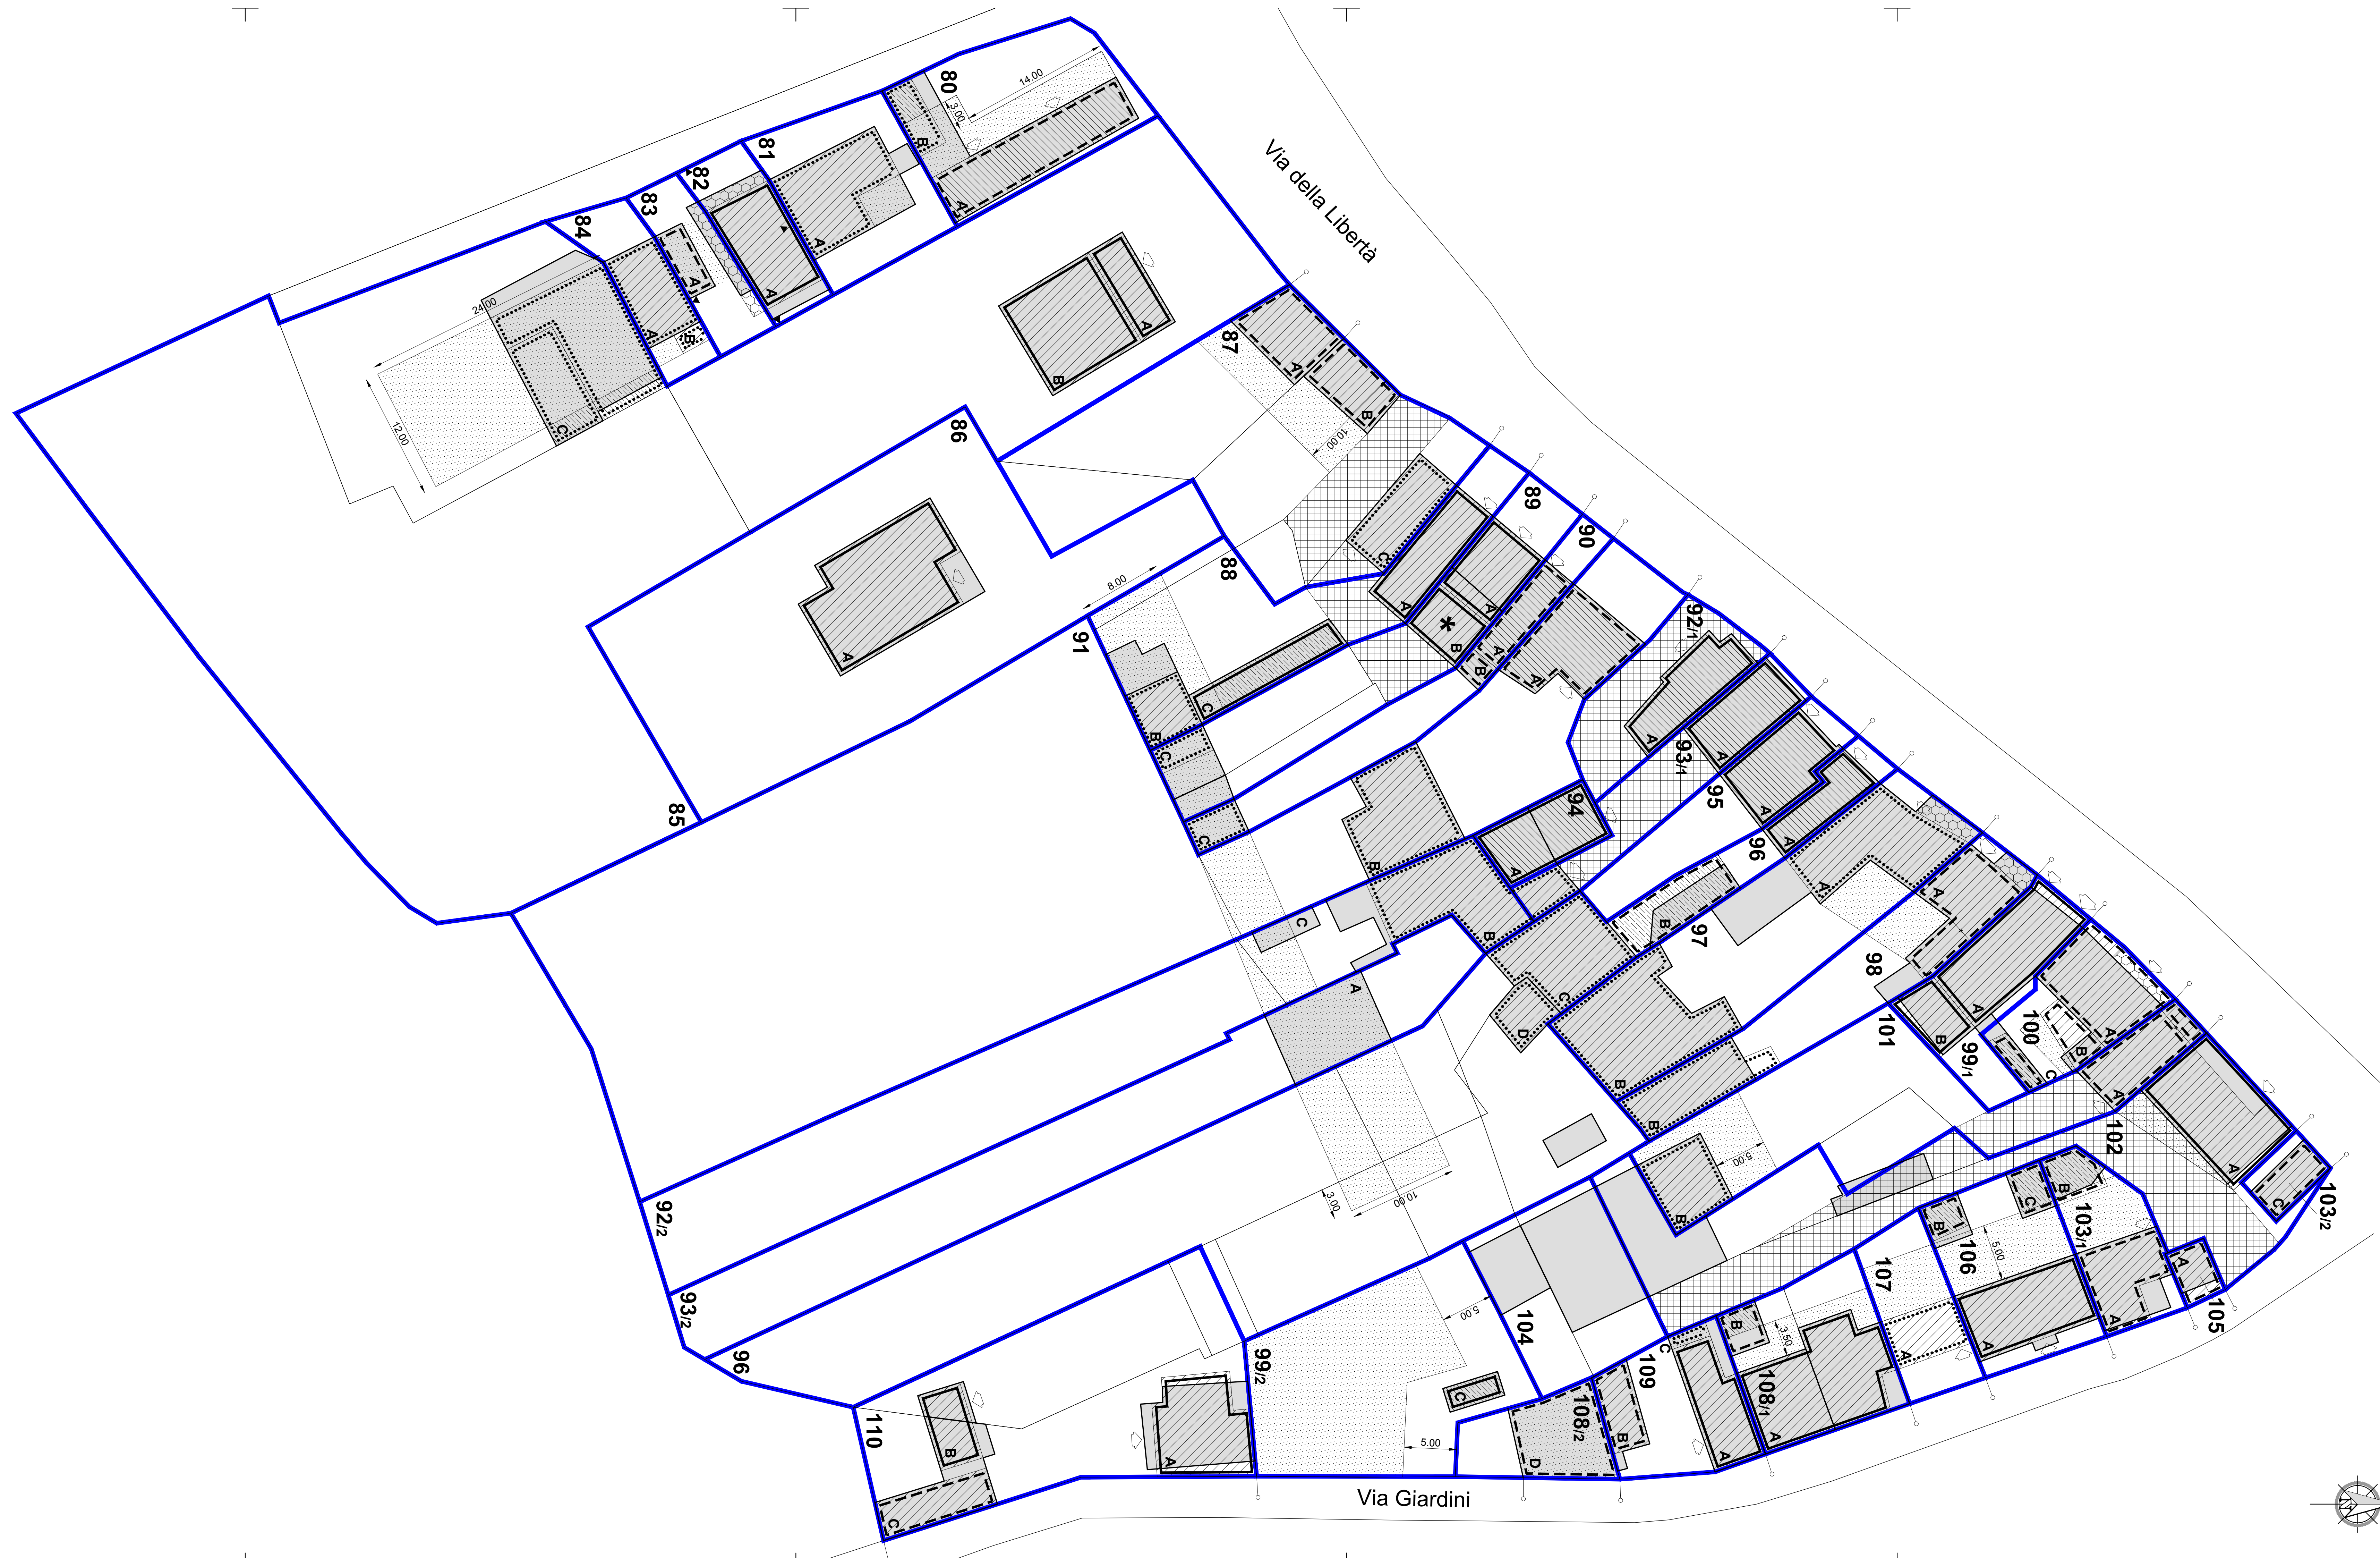 80
14.00
3.00
B
A
81
A
82
A
83
A
B
84
A
24.00
12.00
C
Via della Libertà
A
B
87
A
B
10.00
86
A
85
88
8.00
91
C
B
C
C
C
A
89
A
B
*
90
A
B
A
92/1
A
93/1
A
95
A
96
A
94
A
B
B
C
D
C
A
B
97
A
A
B
B
98
A
B
99/1
101
100
A
B
C
A
102
A
C
103/2
103/1
B
C
A
A
105
5.00
106
B
A
107
A
3.50
B
108/1
A
A
C
109
B
108/2
D
104
5.00
5.00
B
C
5.00
10.00
3.00
99/2
A
92/2
93/2
96
110
B
C
Via Giardini
N